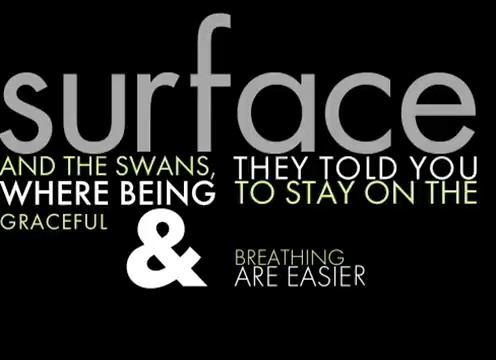 surface
AND THE SWANS, THEY TOLD YOU
WHERE BEING TO STAY ON THE
GRACEFUL
&
BREATHING
ARE EASIER